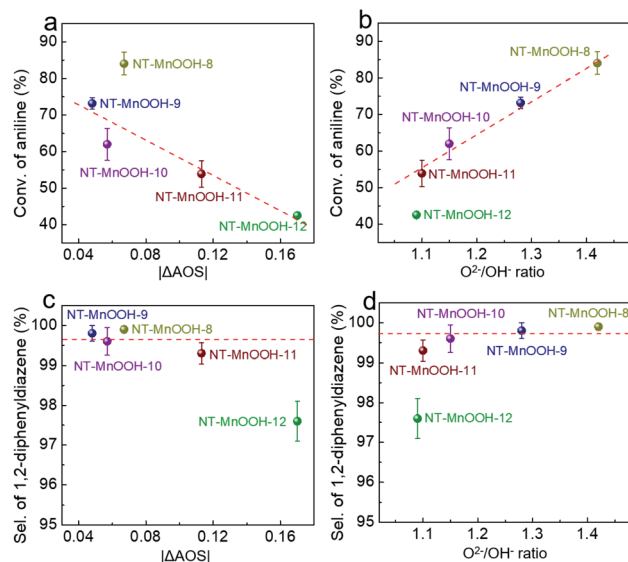 a
Conv. of aniline (%)
90
80
70
60
50
40
NT-MnOOH-8
NT-MnOOH-9
NT-MnOOH-10
NT-MnOOH-11
NT-MnOOH-12
0.04
0.08
0.12
0.16
|ΔAOS|
b
Conv. of aniline (%)
90
80
70
60
50
40
NT-MnOOH-8
NT-MnOOH-9
NT-MnOOH-10
NT-MnOOH-11
NT-MnOOH-12
1.1
1.2
1.3
1.4
O²⁻/OH⁻ ratio
c
Sel. of 1,2-diphenyldiazene (%)
100
99
98
97
96
95
NT-MnOOH-9
NT-MnOOH-8
NT-MnOOH-10
NT-MnOOH-11
NT-MnOOH-12
0.04
0.08
0.12
0.16
|ΔAOS|
d
Sel. of 1,2-diphenyldiazene (%)
100
99
98
97
96
95
NT-MnOOH-10
NT-MnOOH-8
NT-MnOOH-9
NT-MnOOH-11
NT-MnOOH-12
1.1
1.2
1.3
1.4
O²⁻/OH⁻ ratio